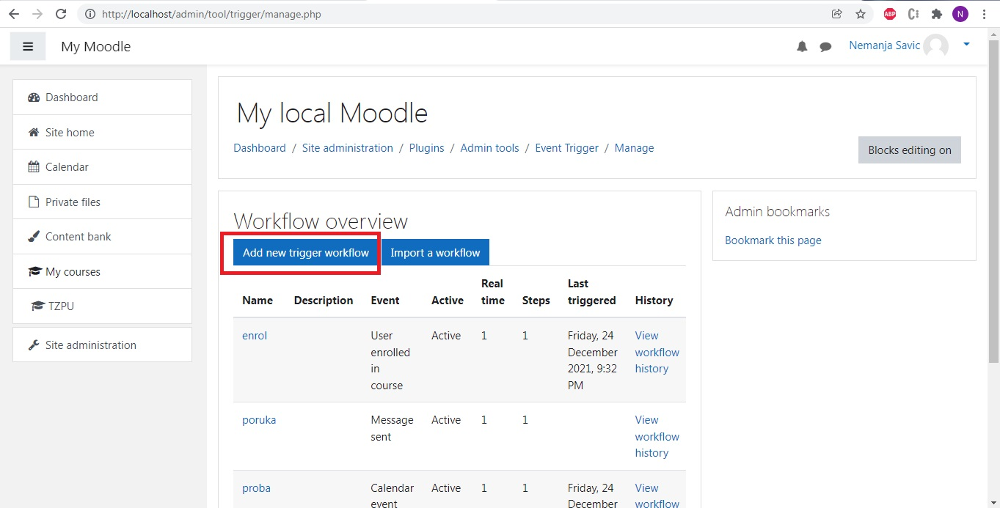 http://localhost/admin/tool/trigger/manage.php
ABP
N
My Moodle
Nemanja Savic
Dashboard
Site home
Calendar
Private files
Content bank
My courses
TZPU
Site administration
My local Moodle
Dashboard / Site administration / Plugins / Admin tools / Event Trigger / Manage
Blocks editing on
Workflow overview
Add new trigger workflow
Import a workflow
Name Description Event Active Real time Steps Last triggered History
enrol User enrolled in course Active 1 1 Friday, 24 December 2021, 9:32 PM View workflow history
poruka Message sent Active 1 1 View workflow history
proba Calendar event Active 1 1 Friday, 24 December View workflow
Admin bookmarks
Bookmark this page